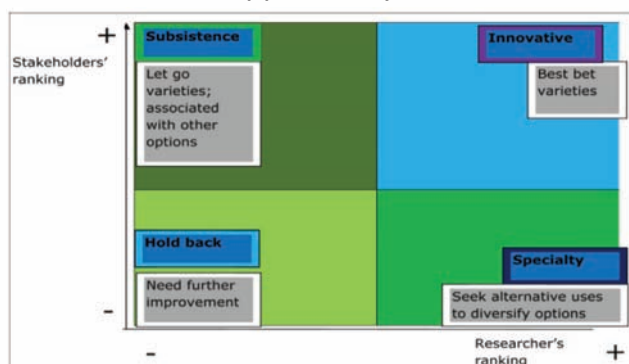 +
Stakeholders'
ranking
Subsistence
Let go
varieties;
associated
with other
options
Innovative
Best bet
varieties
Hold back
Need further
improvement
Specialty
Seek alternative uses
to diversify options
-
-
Researcher's
ranking
+